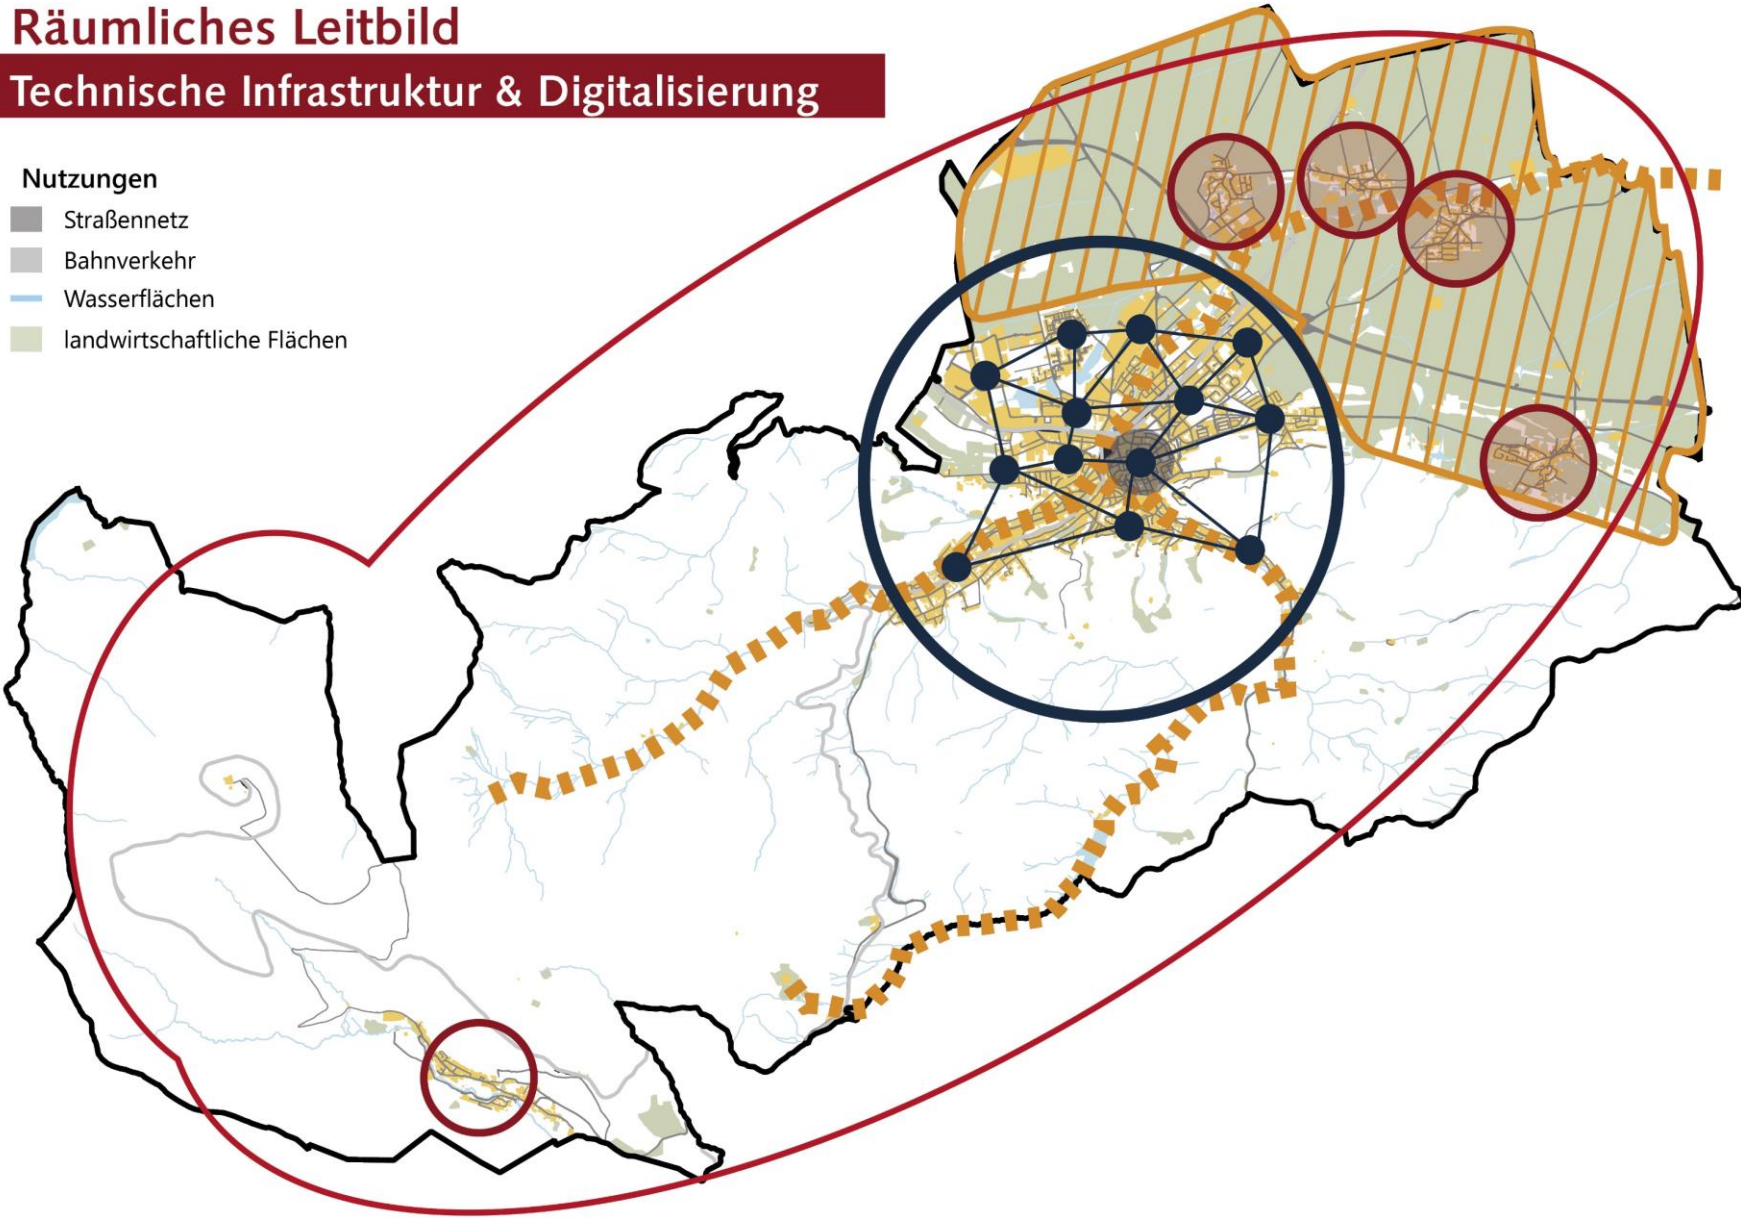 Räumliches Leitbild
Technische Infrastruktur & Digitalisierung
Nutzungen
Straßennetz
Bahnverkehr
Wasserflächen
landwirtschaftliche Flächen